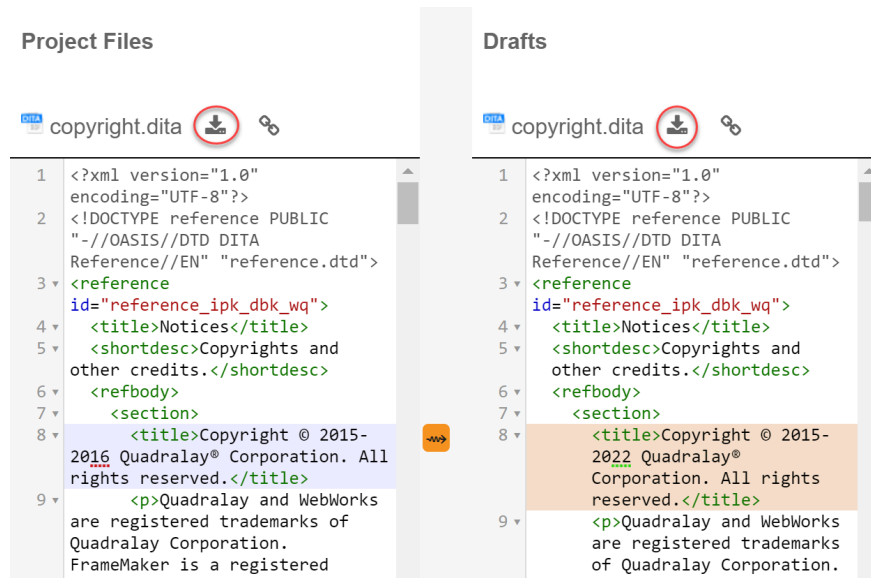 Project Files
DITA
copyright.dita
1 <?xml version="1.0"
encoding="UTF-8"?>
2 <!DOCTYPE reference PUBLIC
"-//OASIS//DTD DITA
Reference//EN" "reference.dtd">
3 <reference
id="reference_ipk_dbk_wq">
4 <title>Notices</title>
5 <shortdesc>Copyrights and
other credits.</shortdesc>
6 <refbody>
7 <section>
8 <title>Copyright © 2015-
2016 Quadralay® Corporation. All
rights reserved.</title>
9 <p>Quadralay and WebWorks
are registered trademarks of
Quadralay Corporation.
FrameMaker is a registered
Drafts
DITA
copyright.dita
1 <?xml version="1.0"
encoding="UTF-8"?>
2 <!DOCTYPE reference PUBLIC
"-//OASIS//DTD DITA
Reference//EN" "reference.dtd">
3 <reference
id="reference_ipk_dbk_wq">
4 <title>Notices</title>
5 <shortdesc>Copyrights and
other credits.</shortdesc>
6 <refbody>
7 <section>
8 <title>Copyright © 2015-
2022 Quadralay®
Corporation. All rights
reserved.</title>
9 <p>Quadralay and WebWorks
are registered trademarks
of Quadralay Corporation.